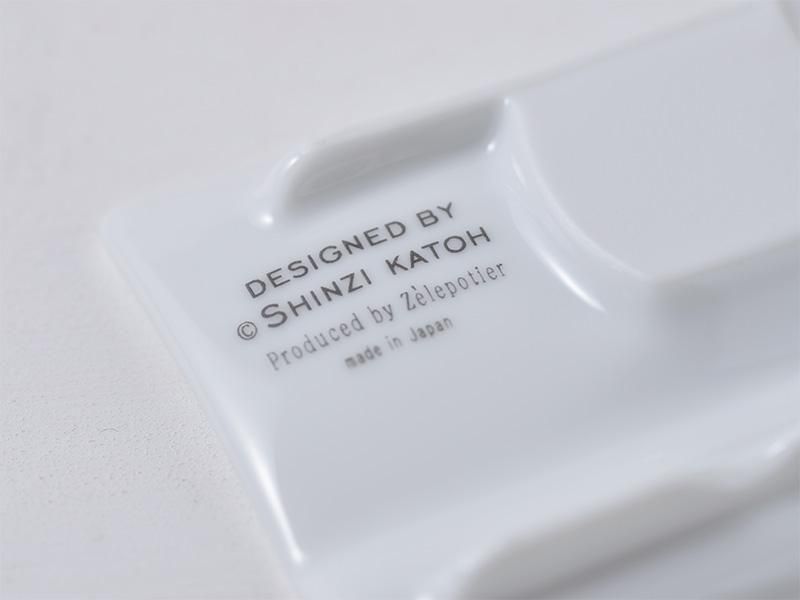 DESIGNED BY
© SHINZI KATOH
Produced by Zèlepotier
made in Japan